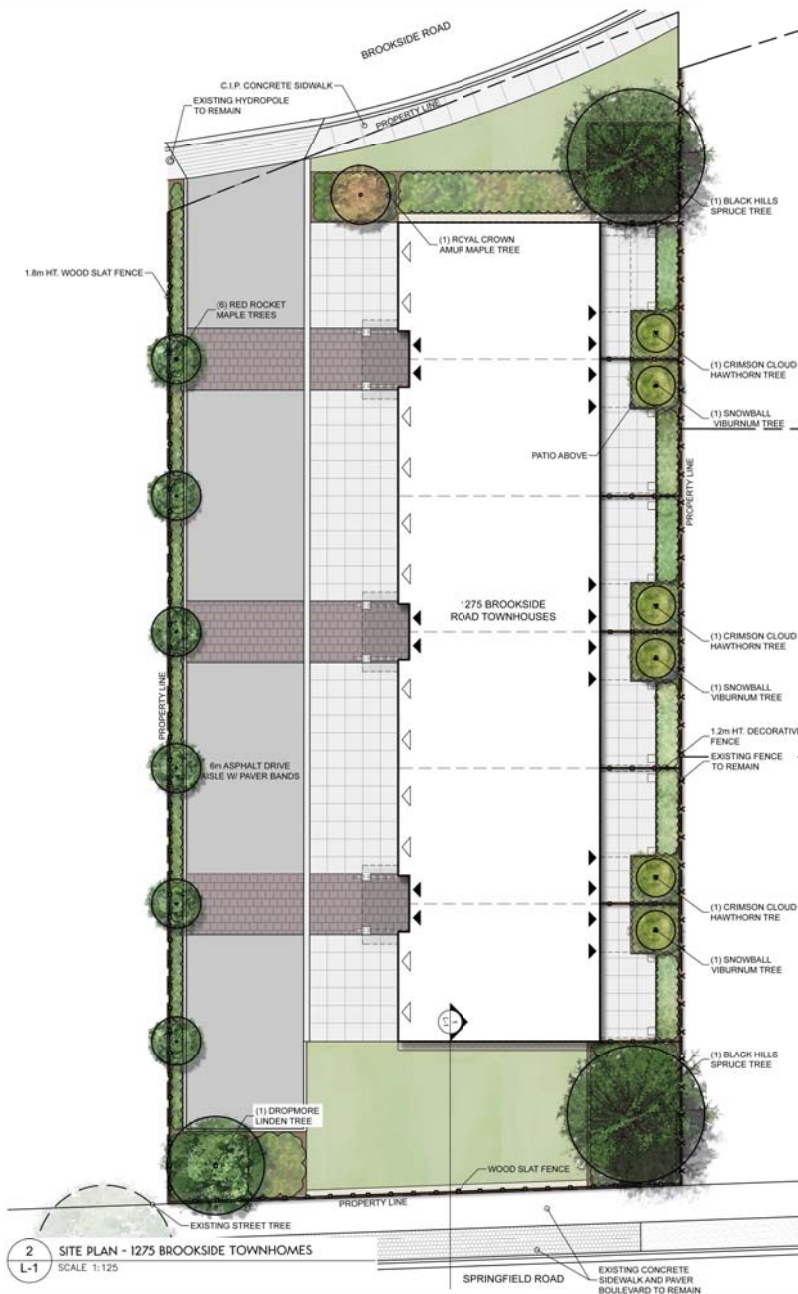 BROOKSIDE ROAD
C.I.P. CONCRETE SIDWALK
EXISTING HYDROPOLE
TO REMAIN
PROPERTY LINE
(1) BLACK HILLS
SPRUCE TREE
(1) ROYAL CROWN
AMUR MAPLE TREE
1.8m HT. WOOD SLAT FENCE
(6) RED ROCKET
MAPLE TREES
(1) CRIMSON CLOUD
HAWTHORN TREE
(1) SNOWBALL
VIBURNUM TREE
PATIO ABOVE
PROPERTY LINE
1275 BROOKSIDE
ROAD TOWNHOUSES
(1) CRIMSON CLOUD
HAWTHORN TREE
(1) SNOWBALL
VIBURNUM TREE
PROPERTY LINE
1.2m HT. DECORATIVE
FENCE
EXISTING FENCE
TO REMAIN
6m ASPHALT DRIVE
AISLE W/ PAVER BANDS
(1) CRIMSON CLOUD
HAWTHORN TRE
(1) SNOWBALL
VIBURNUM TREE
1
L-1
(1) BLACK HILLS
SPRUCE TREE
(1) DROPMORE
LINDEN TREE
WOOD SLAT FENCE
PROPERTY LINE
EXISTING STREET TREE
2
L-1
SITE PLAN - 1275 BROOKSIDE TOWNHOMES
SCALE 1:125
SPRINGFIELD ROAD
EXISTING CONCRETE
SIDEWALK AND PAVER
BOULEVARD TO REMAIN